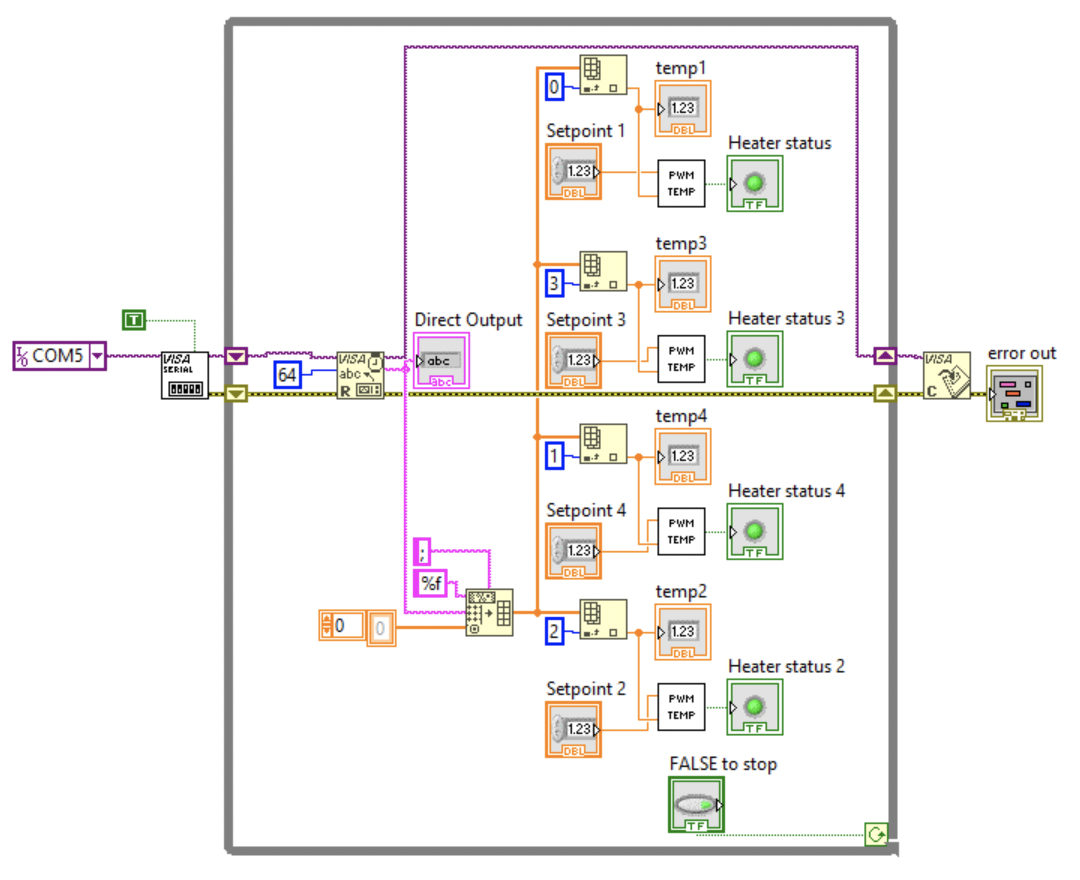 temp1
0
1.23
DBL
Setpoint 1
1.23
DBL
Heater status
PWM
TEMP
TF
temp3
3
1.23
DBL
Direct Output
abc
abc
Setpoint 3
1.23
DBL
Heater status 3
PWM
TEMP
TF
T
I/O COM5
VISA
SERIAL
64
VISA
abc
R
VISA
C
error out
temp4
1
1.23
DBL
Setpoint 4
1.23
DBL
Heater status 4
PWM
TEMP
TF
;
%f
0
0
temp2
2
1.23
DBL
Setpoint 2
1.23
DBL
Heater status 2
PWM
TEMP
TF
FALSE to stop
TF